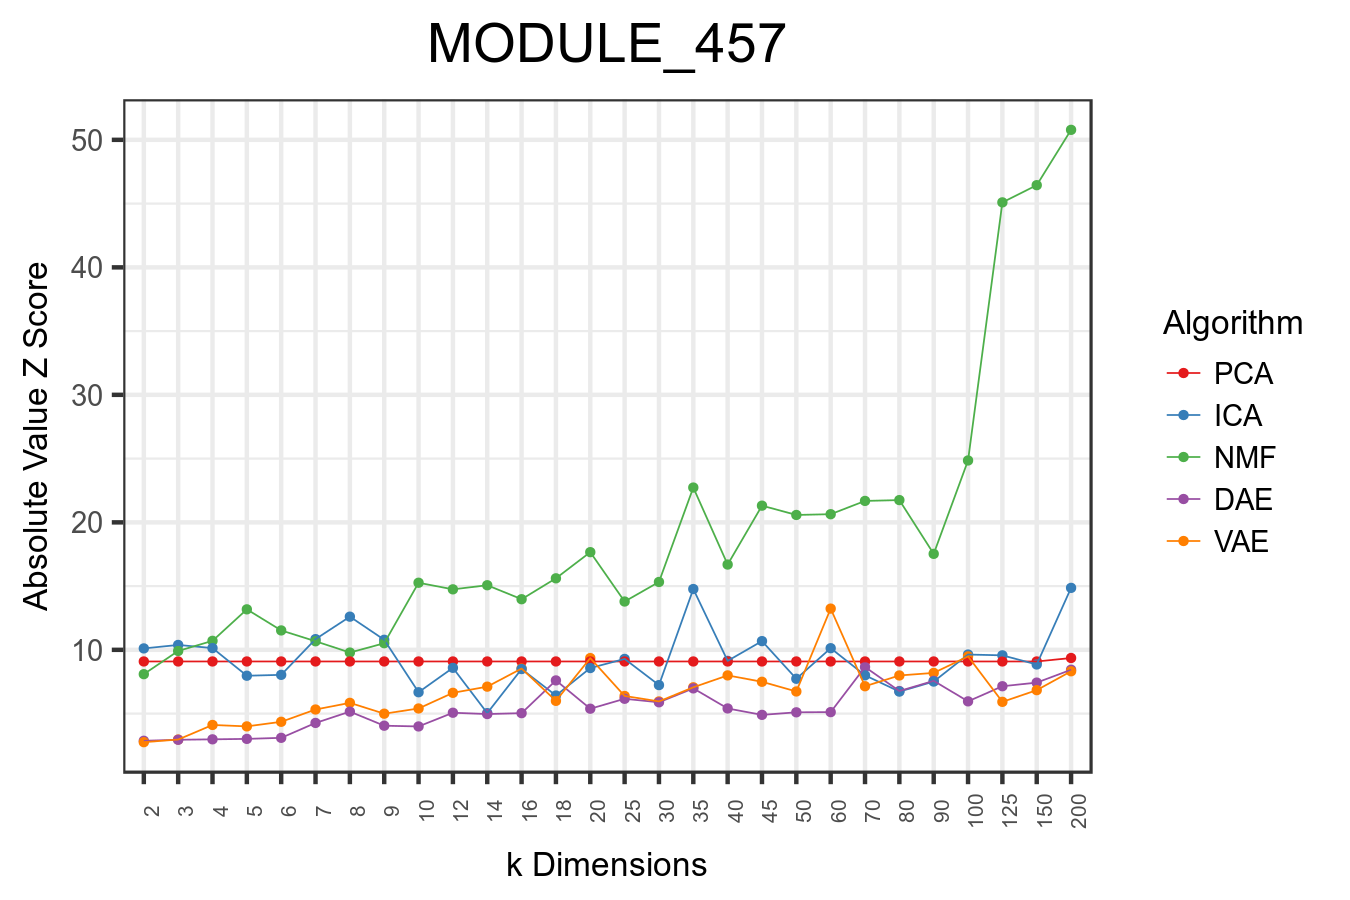 MODULE_457
Absolute Value Z Score
50
40
30
20
10
2 3 4 5 6 7 8 9 10 12 14 16 18 20 25 30 35 40 45 50 60 70 80 90 100 125 150 200
k Dimensions
Algorithm
PCA
ICA
NMF
DAE
VAE